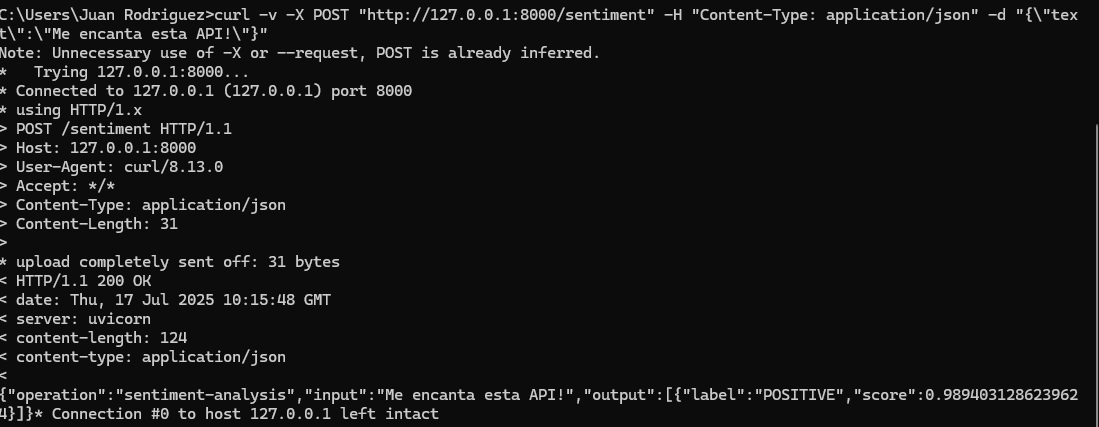 C:\Users\Juan Rodriguez>curl -v -X POST "http://127.0.0.1:8000/sentiment" -H "Content-Type: application/json" -d "{\"tex
t\":\"Me encanta esta API!\"}"
Note: Unnecessary use of -X or --request, POST is already inferred.
*   Trying 127.0.0.1:8000...
* Connected to 127.0.0.1 (127.0.0.1) port 8000
* using HTTP/1.x
> POST /sentiment HTTP/1.1
> Host: 127.0.0.1:8000
> User-Agent: curl/8.13.0
> Accept: */*
> Content-Type: application/json
> Content-Length: 31
>
* upload completely sent off: 31 bytes
< HTTP/1.1 200 OK
< date: Thu, 17 Jul 2025 10:15:48 GMT
< server: uvicorn
< content-length: 124
< content-type: application/json
<
{"operation":"sentiment-analysis","input":"Me encanta esta API!","output":[{"label":"POSITIVE","score":0.989403128623962
4}]}* Connection #0 to host 127.0.0.1 left intact